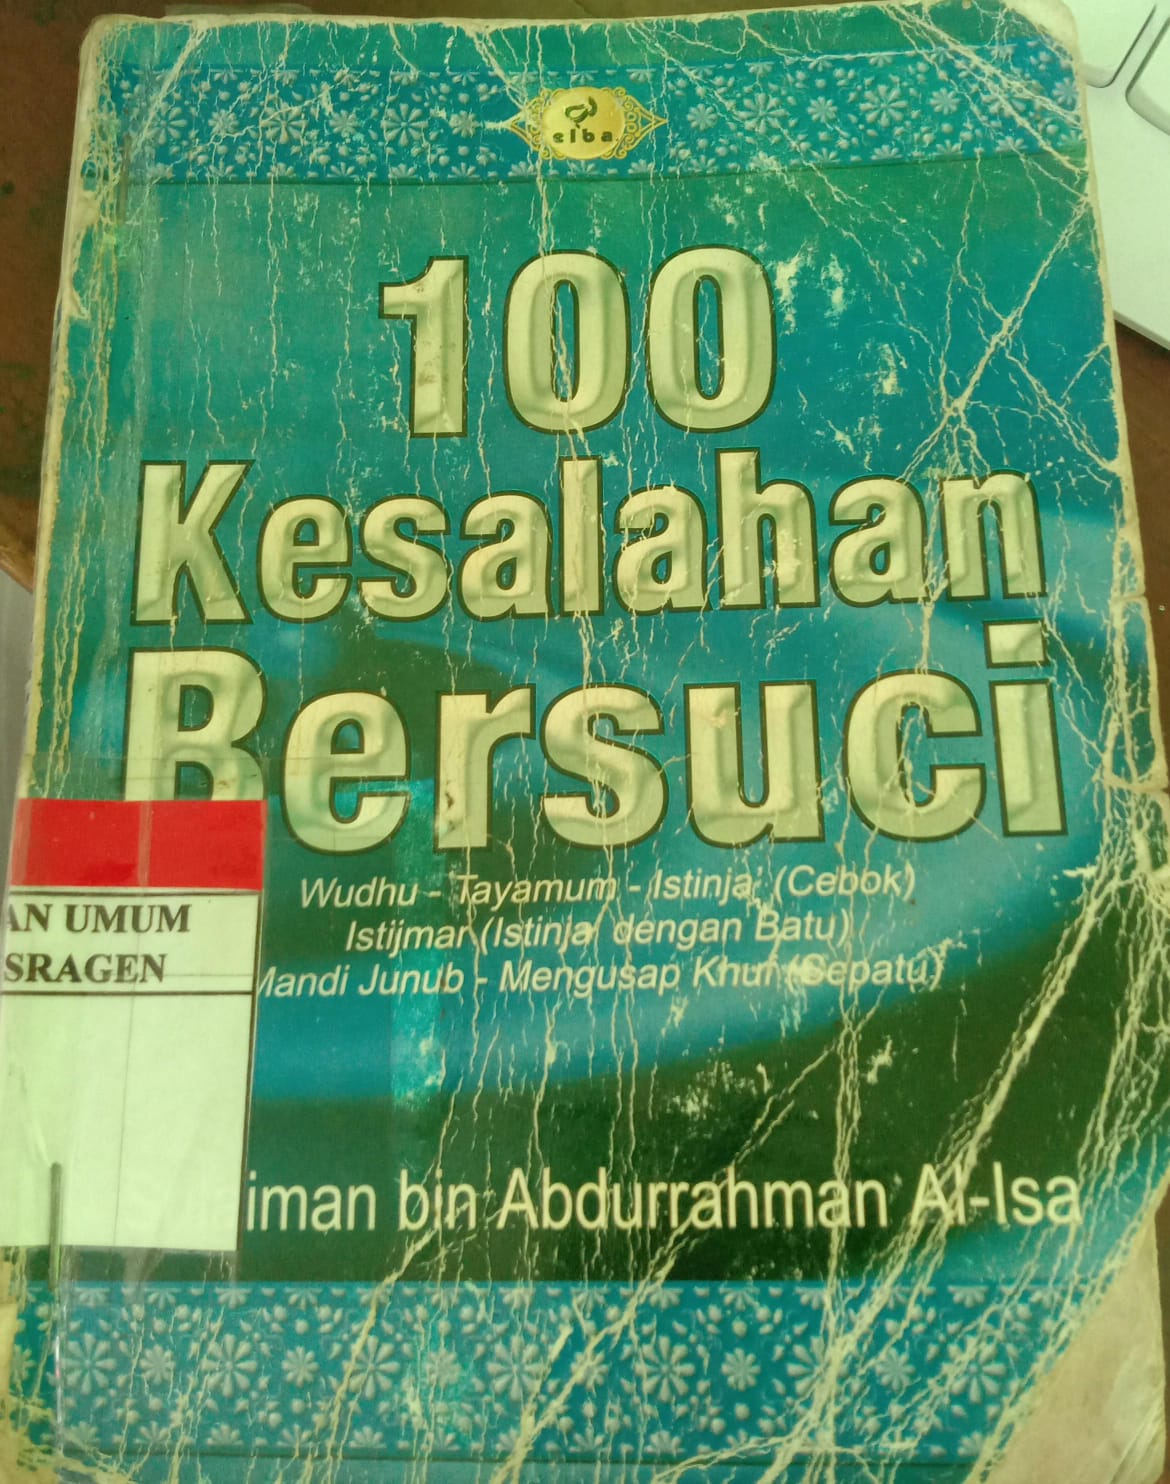 elba
100
Kesalahan
Bersuci
Wudhu - Tayamum - Istinja' (Cebok)
Istijmar (Istinja' dengan Batu)
Mandi Junub - Mengusap Khuf (Sepatu)
AN UMUM
SRAGEN
iman bin Abdurrahman Al-Isa